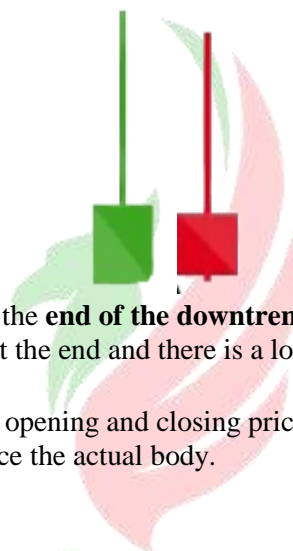 the end of the downtren
t the end and there is a lo
opening and closing pric
ce the actual body.